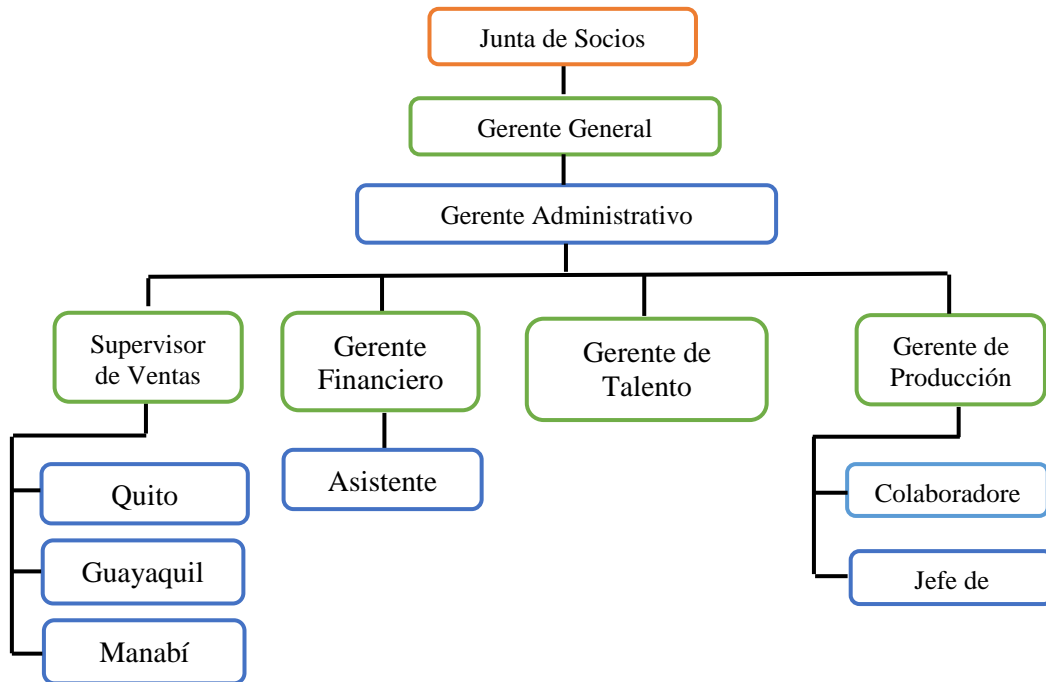 Junta de Socios
Gerente General
Gerente Administrativo
Supervisor
de Ventas
Gerente
Financiero
Gerente de
Talento
Gerente de
Producción
Quito
Guayaquil
Manabí
Asistente
Colaboradore
Jefe de